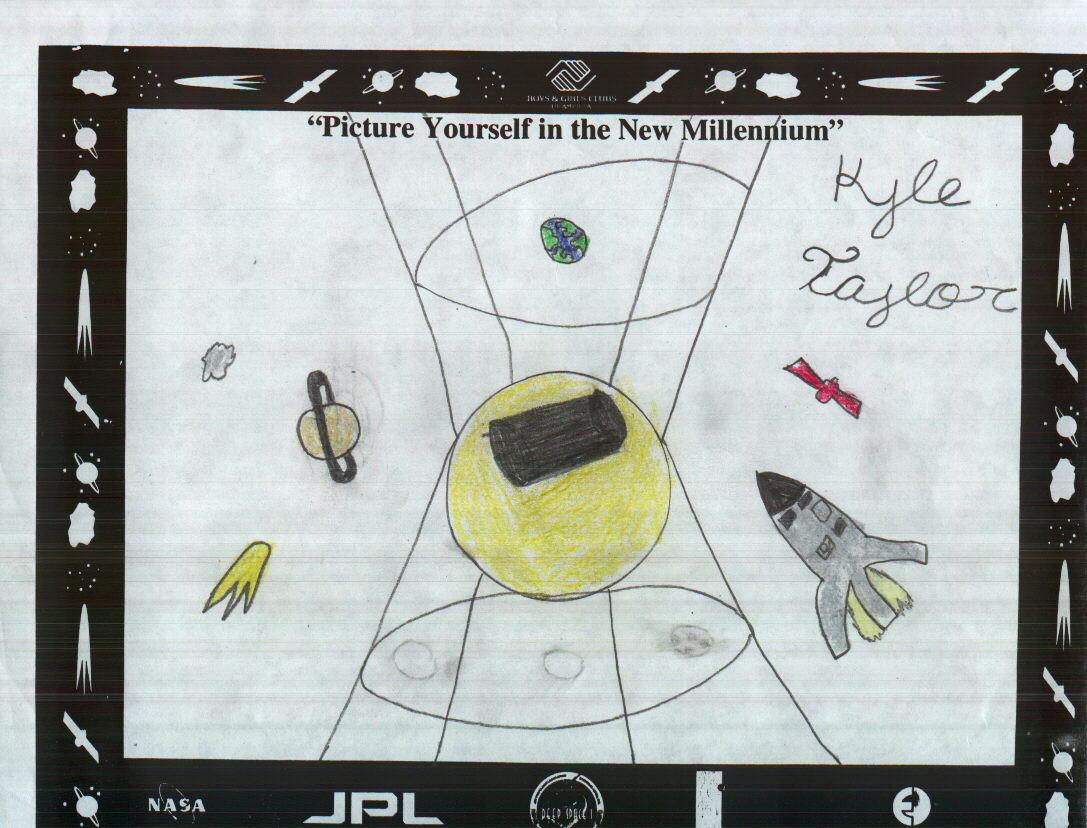 BOYS & GIRLS CLUBS
OF AMERICA
“Picture Yourself in the New Millennium”
Kyle
Taylor
NASA
JPL
DEEP SPACE 1